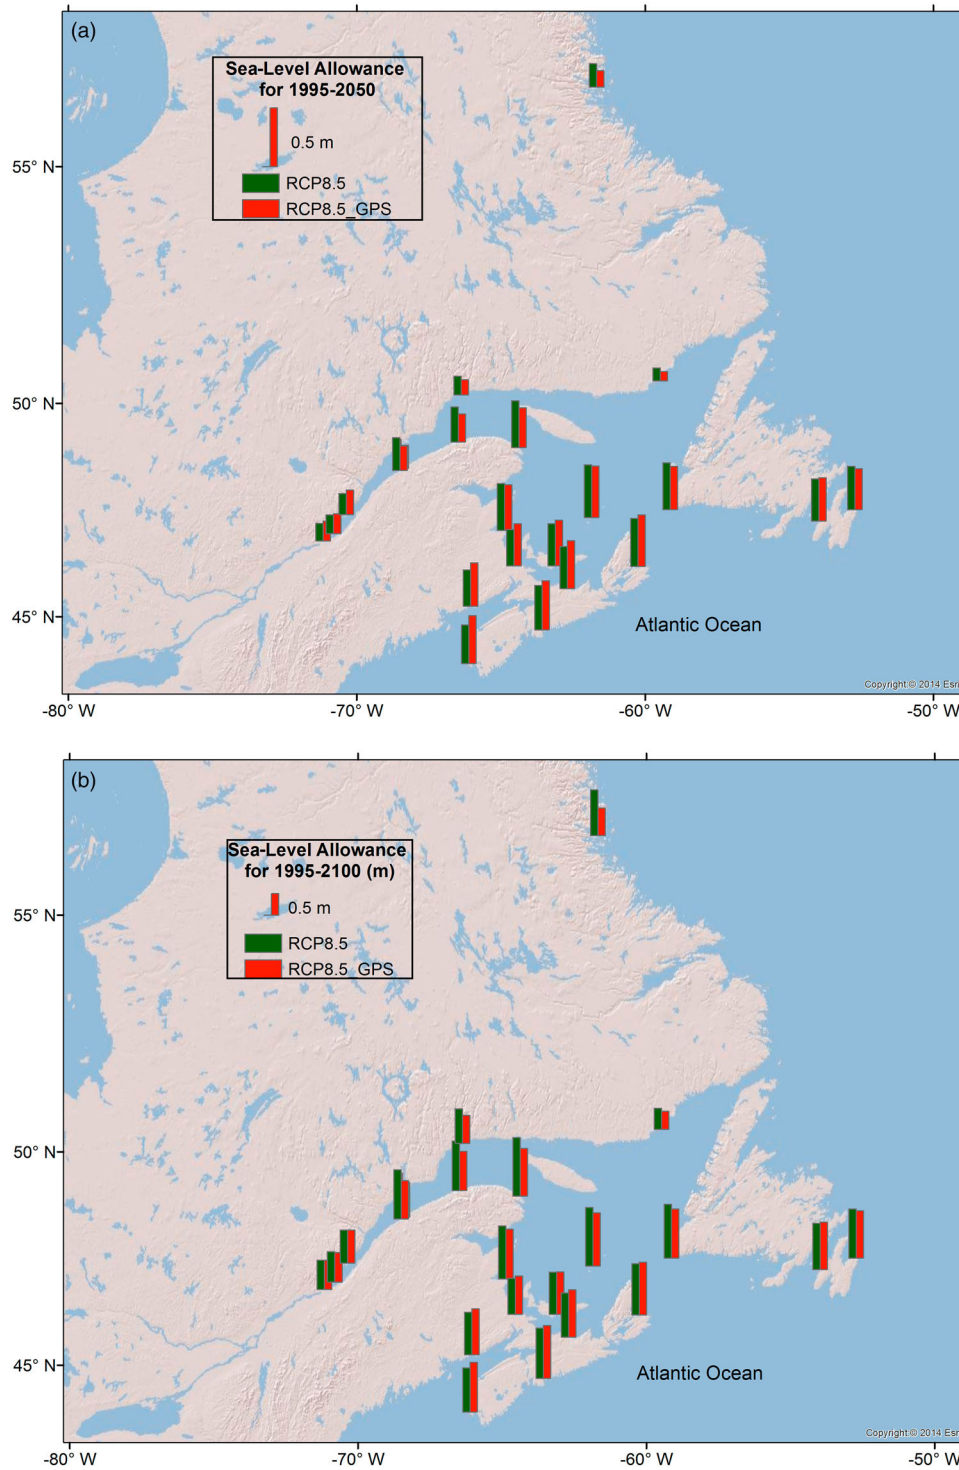 (a)
Sea-Level Allowance
for 1995-2050
0.5 m
RCP8.5
RCP8.5_GPS
55° N
50° N
45° N
Atlantic Ocean
Copyright:© 2014 Esri
-80° W
-70° W
-60° W
-50° W
(b)
Sea-Level Allowance
for 1995-2100 (m)
0.5 m
RCP8.5
RCP8.5_GPS
55° N
50° N
45° N
Atlantic Ocean
Copyright:© 2014 Esri
-80° W
-70° W
-60° W
-50° W